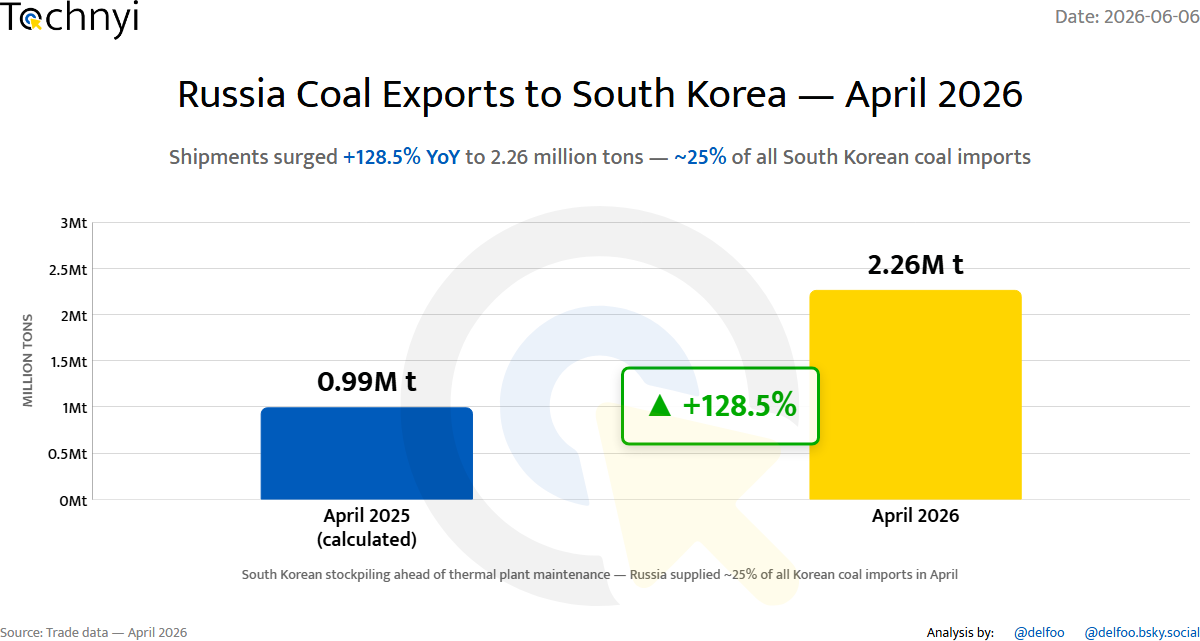 Tochnyi
Date: 2026-06-06
Russia Coal Exports to South Korea — April 2026
Shipments surged +128.5% YoY to 2.26 million tons — ~25% of all South Korean coal imports
3Mt
2.5Mt
2Mt
1.5Mt
1Mt
0.5Mt
0Mt
MILLION TONS
0.99M t
▲ +128.5%
2.26M t
April 2025
(calculated)
April 2026
South Korean stockpiling ahead of thermal plant maintenance — Russia supplied ~25% of all Korean coal imports in April
Source: Trade data — April 2026
Analysis by: @delfoo @delfoo.bsky.social